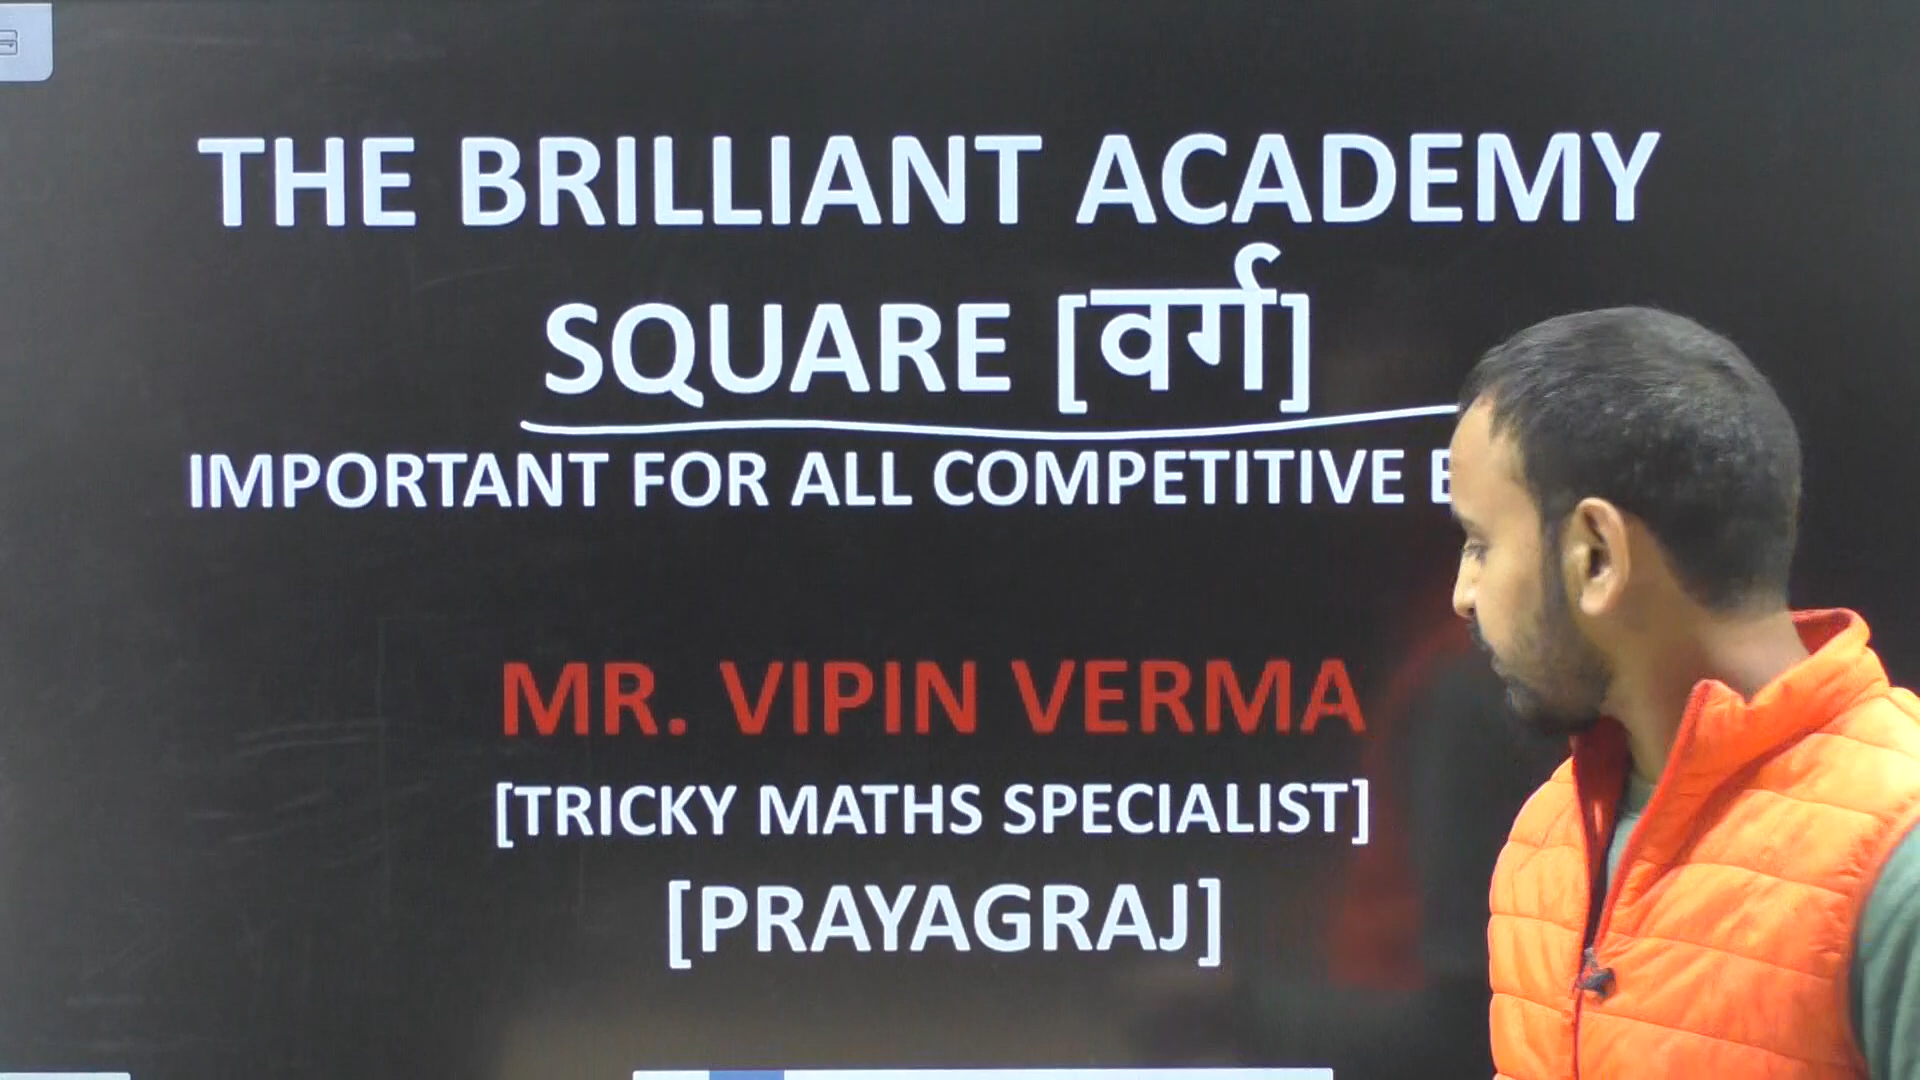 THE BRILLIANT ACADEMY
SQUARE [वर्ग]
IMPORTANT FOR ALL COMPETITIVE
MR. VIPIN VERMA
[TRICKY MATHS SPECIALIST]
[PRAYAGRAJ]